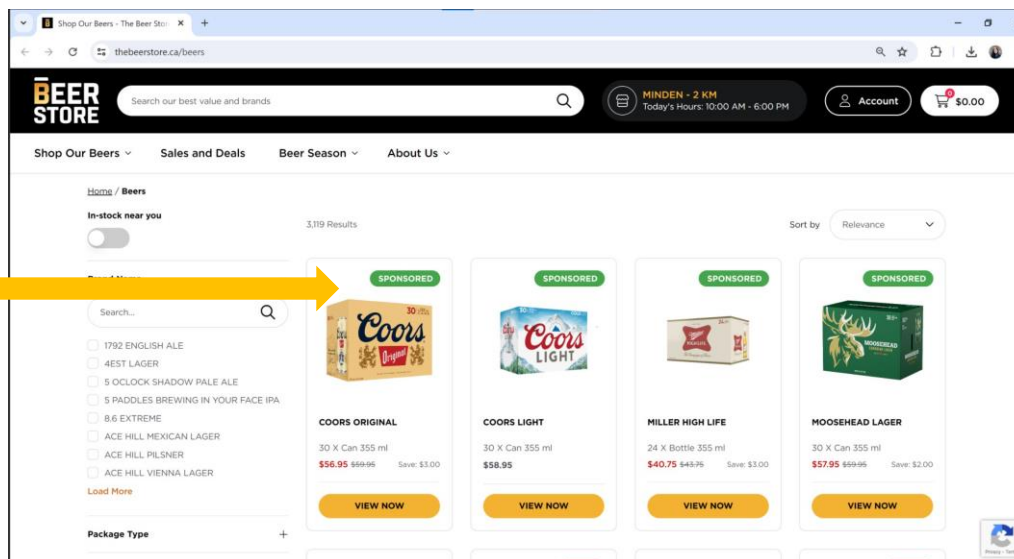 Shop Our Beers - The Beer Stor
thebeerstore.ca/beers
BEER
STORE
Search our best value and brands
MINDEN - 2 KM
Today's Hours: 10:00 AM - 6:00 PM
Account
0
$0.00
Shop Our Beers
Sales and Deals
Beer Season
About Us
Home / Beers
In-stock near you
3,119 Results
Sort by
Relevance
Brand Name
Search...
1792 ENGLISH ALE
4EST LAGER
5 OCLOCK SHADOW PALE ALE
5 PADDLES BREWING IN YOUR FACE IPA
8.6 EXTREME
ACE HILL MEXICAN LAGER
ACE HILL PILSNER
ACE HILL VIENNA LAGER
Load More
Package Type
SPONSORED
30
Coors
Original
COORS ORIGINAL
30 X Can 355 ml
$56.95 $59.95 Save: $3.00
VIEW NOW
SPONSORED
Coors
LIGHT
COORS LIGHT
30 X Can 355 ml
$58.95
VIEW NOW
SPONSORED
MILLER HIGH LIFE
24 X Bottle 355 ml
$40.75 $43.75 Save: $3.00
VIEW NOW
SPONSORED
MOOSEHEAD
MOOSEHEAD LAGER
30 X Can 355 ml
$57.95 $59.95 Save: $2.00
VIEW NOW